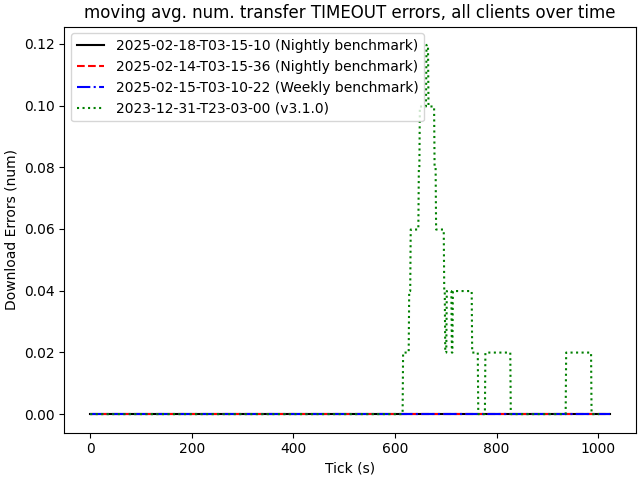 moving avg. num. transfer TIMEOUT errors, all clients over time
2025-02-18-T03-15-10 (Nightly benchmark)
2025-02-14-T03-15-36 (Nightly benchmark)
2025-02-15-T03-10-22 (Weekly benchmark)
2023-12-31-T23-03-00 (v3.1.0)
Download Errors (num)
0.12
0.10
0.08
0.06
0.04
0.02
0.00
0
200
400
600
800
1000
Tick (s)